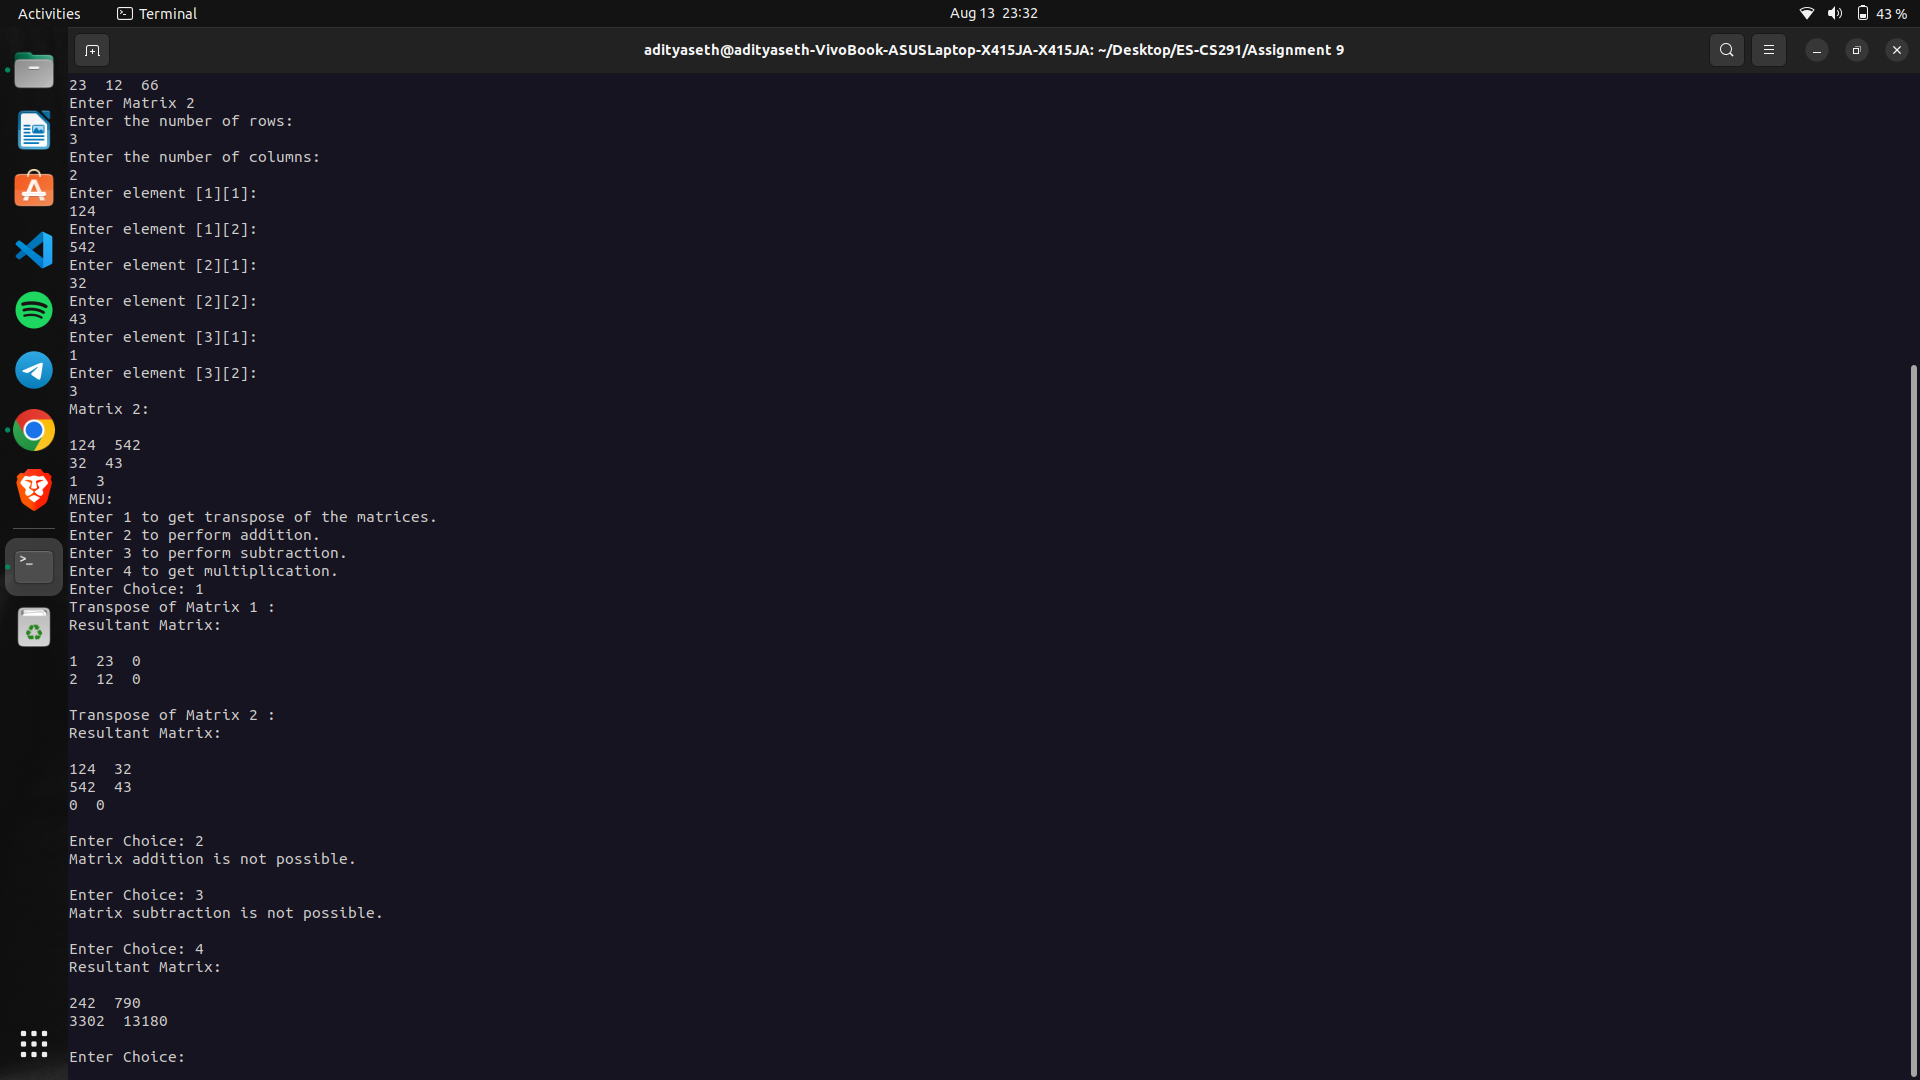 Activities
Terminal
Aug 13 23:32
43 %
adityaseth@adityaseth-VivoBook-ASUSLaptop-X415JA-X415JA: ~/Desktop/ES-CS291/Assignment 9
23  12  66
Enter Matrix 2
Enter the number of rows:
3
Enter the number of columns:
2
Enter element [1][1]:
124
Enter element [1][2]:
542
Enter element [2][1]:
32
Enter element [2][2]:
43
Enter element [3][1]:
1
Enter element [3][2]:
3
Matrix 2:
124  542
32  43
1  3
MENU:
Enter 1 to get transpose of the matrices.
Enter 2 to perform addition.
Enter 3 to perform subtraction.
Enter 4 to get multiplication.
Enter Choice: 1
Transpose of Matrix 1 :
Resultant Matrix:
1  23  0
2  12  0
Transpose of Matrix 2 :
Resultant Matrix:
124  32
542  43
0  0
Enter Choice: 2
Matrix addition is not possible.
Enter Choice: 3
Matrix subtraction is not possible.
Enter Choice: 4
Resultant Matrix:
242  790
3302  13180
Enter Choice: